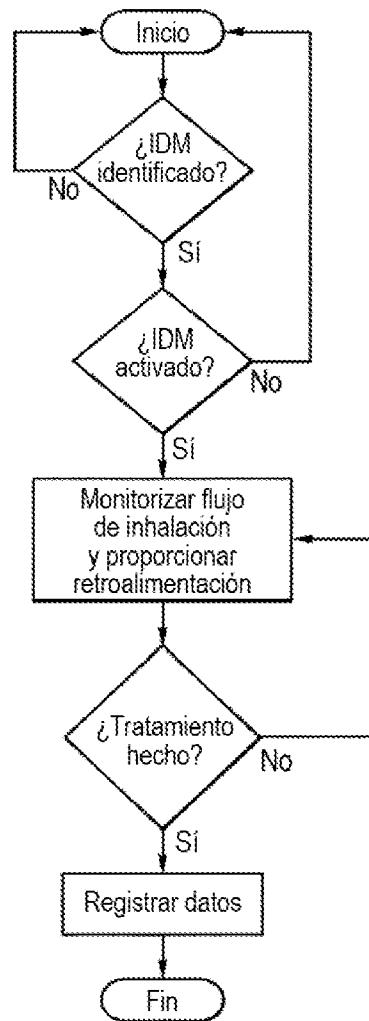 Inicio
¿IDM
identificado?
No
Sí
¿IDM
activado?
No
Sí
Monitorizar flujo
de inhalación
y proporcionar
retroalimentación
¿Tratamiento
hecho?
No
Sí
Registrar datos
Fin